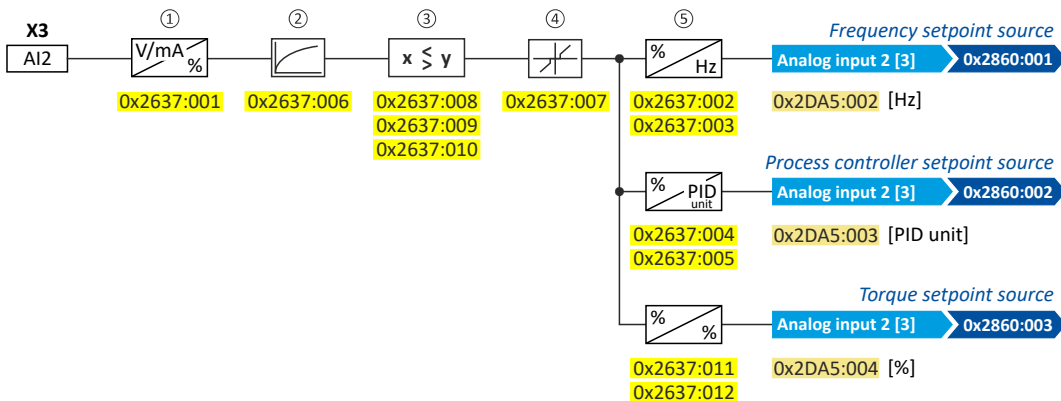 ① ② ③ ④ ⑤
X3
AI2
V/mA
%
x ≤ y
>
%
Hz
Frequency setpoint source
Analog input 2 [3] 0x2860:001
0x2637:001 0x2637:006 0x2637:008 0x2637:007 0x2637:002 0x2DA5:002 [Hz]
0x2637:009 0x2637:003
0x2637:010
Process controller setpoint source
%
PID
unit
Analog input 2 [3] 0x2860:002
0x2637:004 0x2DA5:003 [PID unit]
0x2637:005
Torque setpoint source
%
%
Analog input 2 [3] 0x2860:003
0x2637:011 0x2DA5:004 [%]
0x2637:012